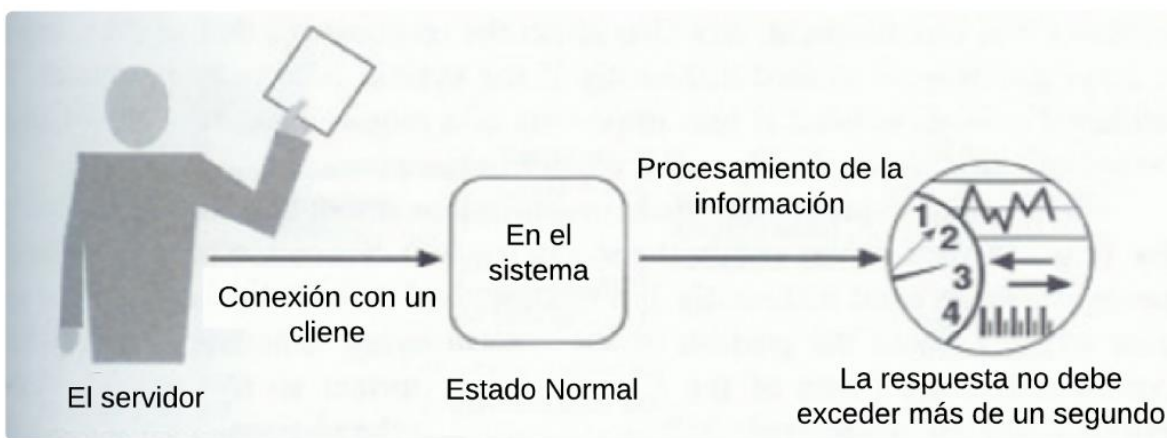 El servidor
Conexión con un
cliene
En el
sistema
Estado Normal
Procesamiento de la
información
1
2
3
4
La respuesta no debe
exceder más de un segundo